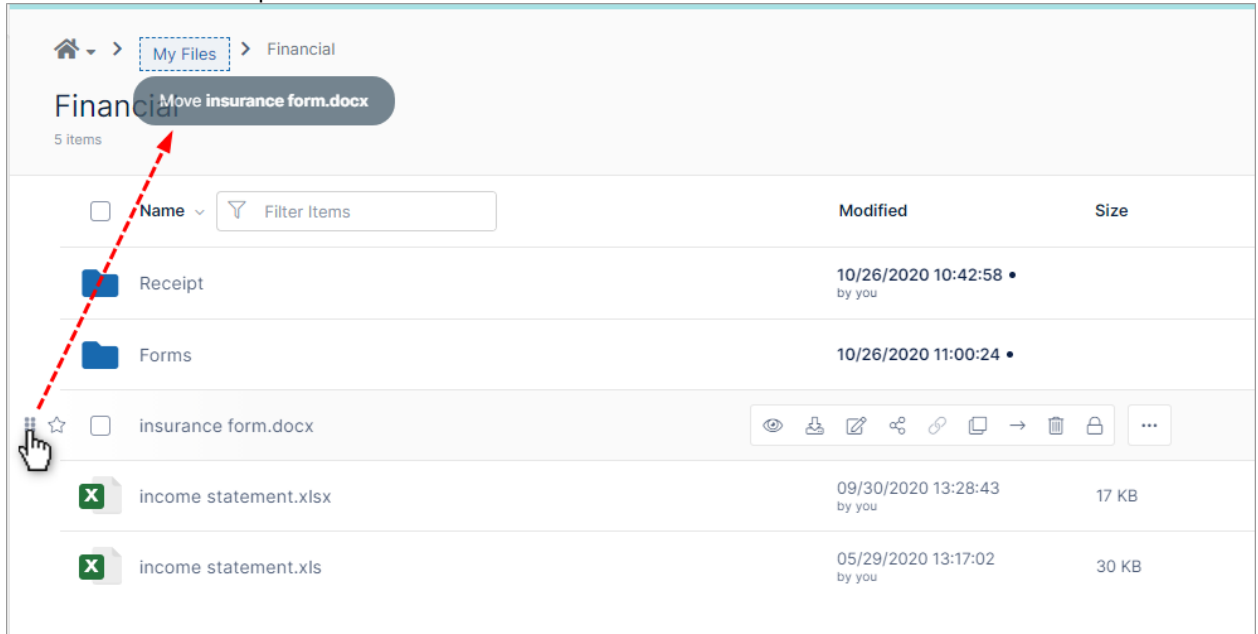 My Files > Financial
Move insurance form.docx
Financial
5 items
Name Filter Items Modified Size
Receipt 10/26/2020 10:42:58 •
by you
Forms 10/26/2020 11:00:24 •
insurance form.docx
X income statement.xlsx 09/30/2020 13:28:43 17 KB
by you
X income statement.xls 05/29/2020 13:17:02 30 KB
by you